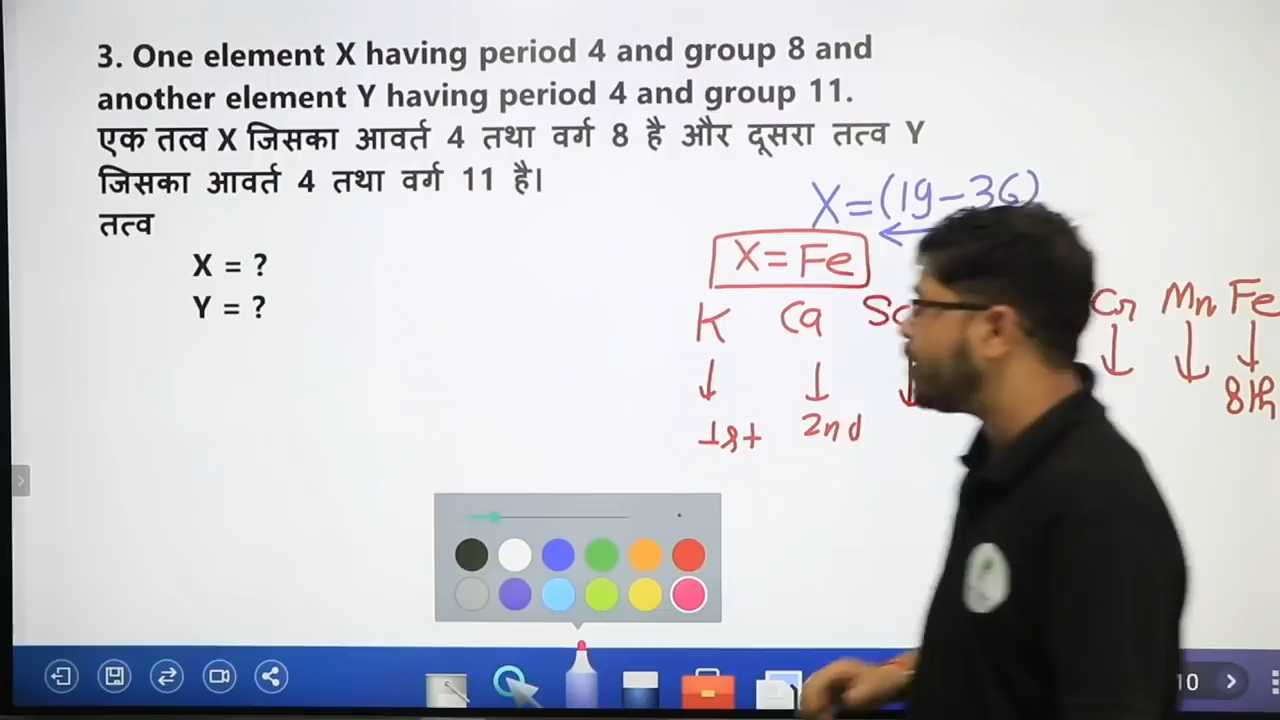 3. One element X having period 4 and group 8 and
another element Y having period 4 and group 11.
एक तत्व X जिसका आवर्त 4 तथा वर्ग 8 है और दूसरा तत्व Y
जिसका आवर्त 4 तथा वर्ग 11 है।
तत्व
X = ?
Y = ?
X=(19-36)
X= Fe
K Ca Sc Cr Mn Fe
1st 2nd 8th
10